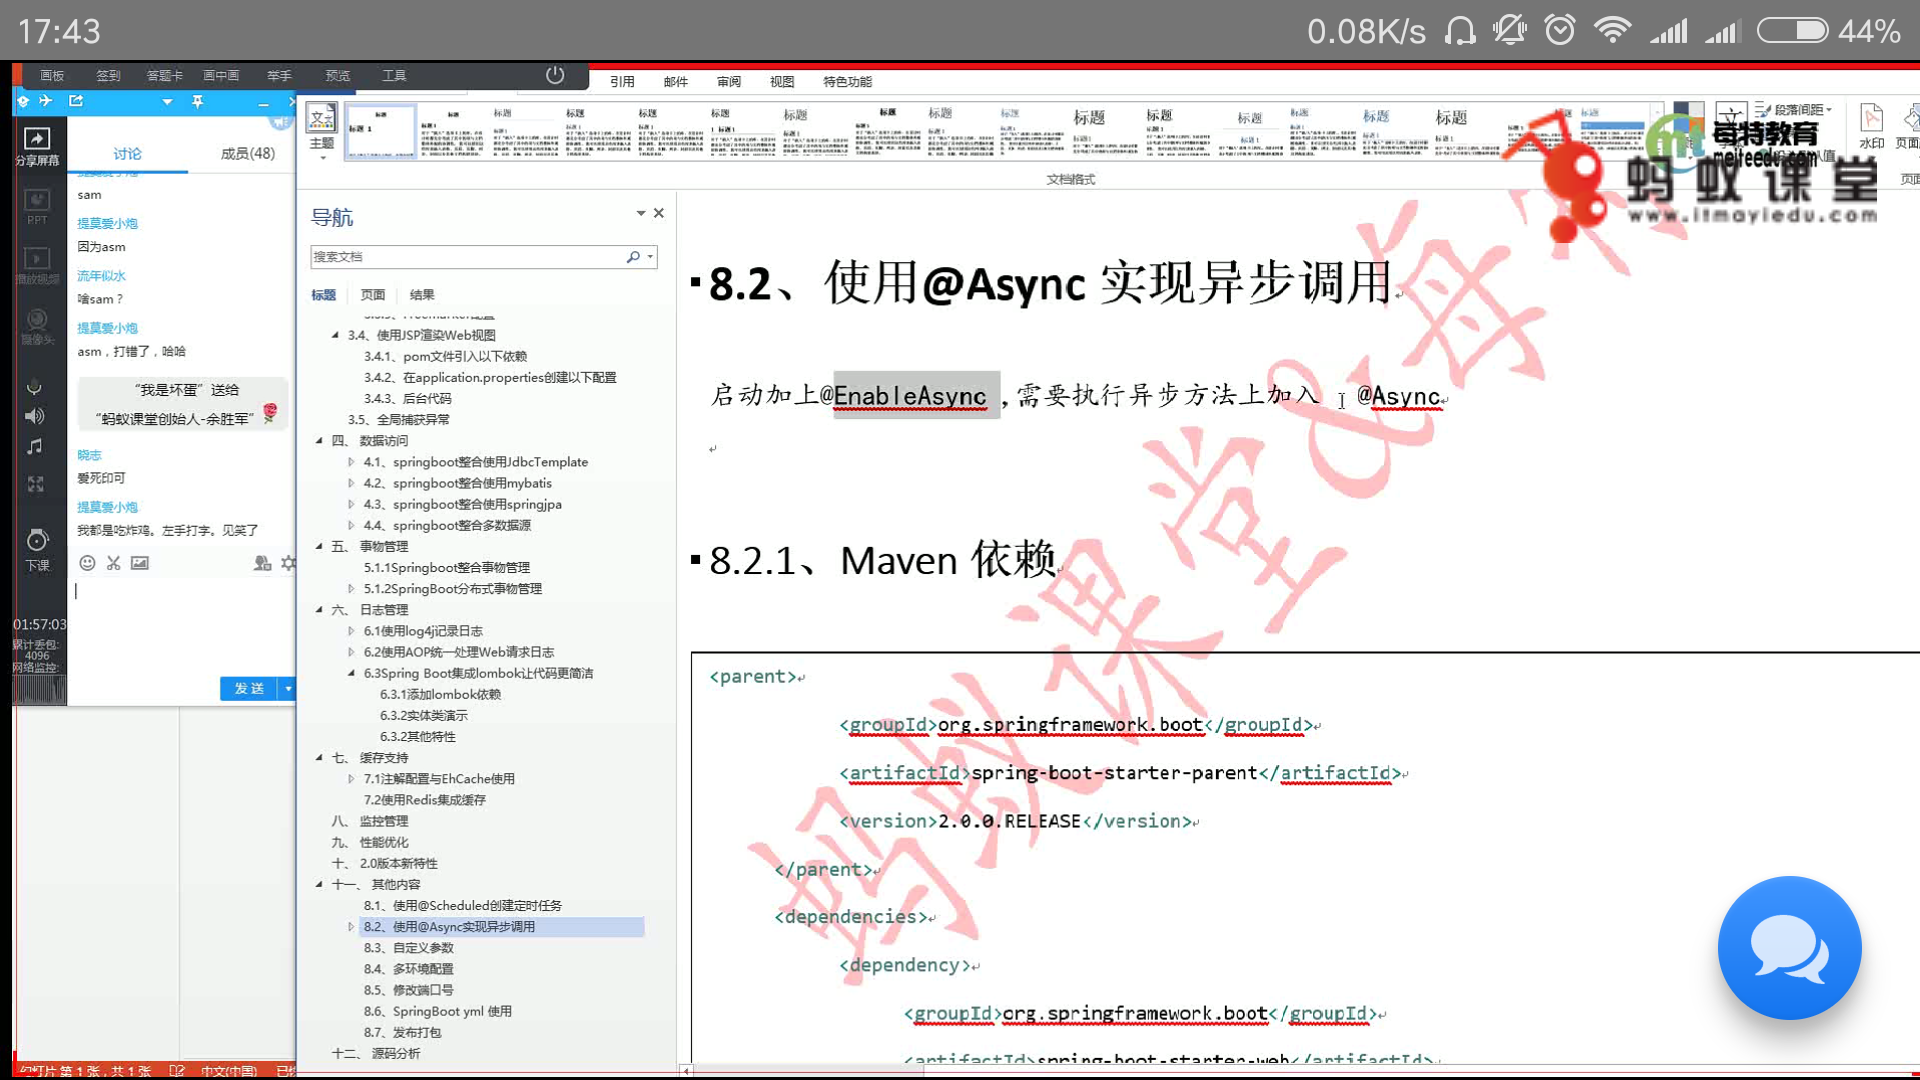 17:43
0.08K/s
44%
画板 签到 答题卡 画中画 举手 预览 工具
引用 邮件 审阅 视图 特色功能
主题
段落间距
水印
文档格式
每特教育
meiteedu.com
蚂蚁课堂
www.itmayiedu.com
分享屏幕
PPT
播放视频
摄像头
下课
01:57:03
累计丢包:
4096
网络监控:
讨论 成员(48)
sam
提莫爱小炮
因为asm
流年似水
啥sam？
提莫爱小炮
asm，打错了，哈哈
“我是坏蛋”送给
“蚂蚁课堂创始人-余胜军”
晓志
爱死印可
提莫爱小炮
我都是吃炸鸡。左手打字。见笑了
发送
导航
搜索文档
标题 页面 结果
3.4、使用JSP渲染Web视图
3.4.1、pom文件引入以下依赖
3.4.2、在application.properties创建以下配置
3.4.3、后台代码
3.5、全局捕获异常
四、 数据访问
4.1、springboot整合使用JdbcTemplate
4.2、springboot整合使用mybatis
4.3、springboot整合使用springjpa
4.4、springboot整合多数据源
五、 事物管理
5.1.1Springboot整合事物管理
5.1.2SpringBoot分布式事物管理
六、 日志管理
6.1使用log4j记录日志
6.2使用AOP统一处理Web请求日志
6.3Spring Boot集成lombok让代码更简洁
6.3.1添加lombok依赖
6.3.2实体类演示
6.3.2其他特性
七、 缓存支持
7.1注解配置与EhCache使用
7.2使用Redis集成缓存
八、 监控管理
九、 性能优化
十、 2.0版本新特性
十一、 其他内容
8.1、使用@Scheduled创建定时任务
8.2、使用@Async实现异步调用
8.3、自定义参数
8.4、多环境配置
8.5、修改端口号
8.6、SpringBoot yml 使用
8.7、发布打包
十二、 源码分析
8.2、使用@Async 实现异步调用
启动加上@EnableAsync ,需要执行异步方法上加入 @Async
8.2.1、Maven 依赖
<parent>
<groupId>org.springframework.boot</groupId>
<artifactId>spring-boot-starter-parent</artifactId>
<version>2.0.0.RELEASE</version>
</parent>
<dependencies>
<dependency>
<groupId>org.springframework.boot</groupId>
<artifactId>spring-boot-starter-web</artifactId>
蚂蚁课堂&每特
幻灯片 第 1 张，共 1 张 中文(中国)